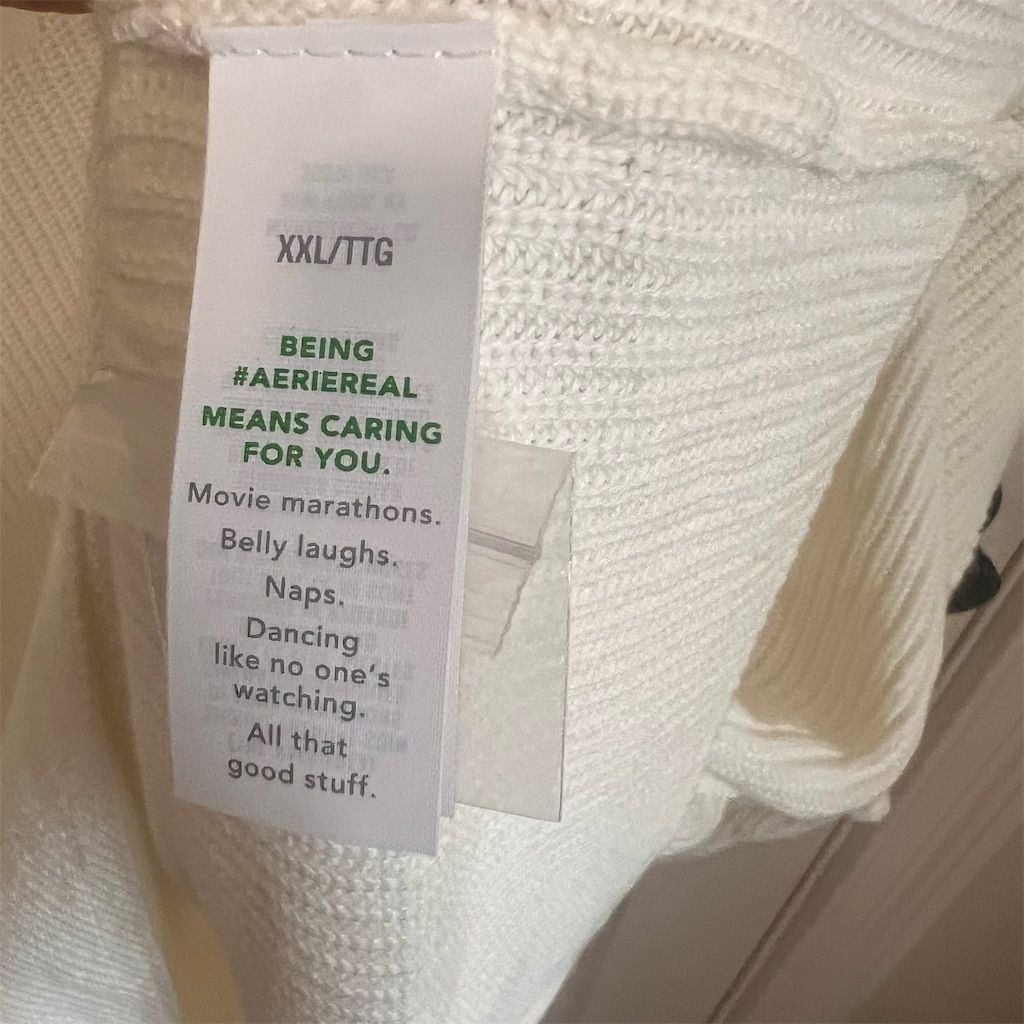 XXL/TTG
BEING
#AERIEREAL
MEANS CARING
FOR YOU.
Movie marathons.
Belly laughs.
Naps.
Dancing
like no one's
watching.
All that
good stuff.